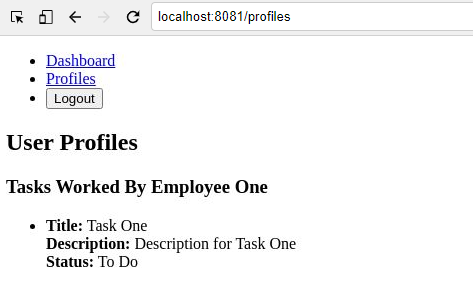 localhost:8081/profiles
Dashboard
Profiles
Logout
User Profiles
Tasks Worked By Employee One
Title: Task One
Description: Description for Task One
Status: To Do